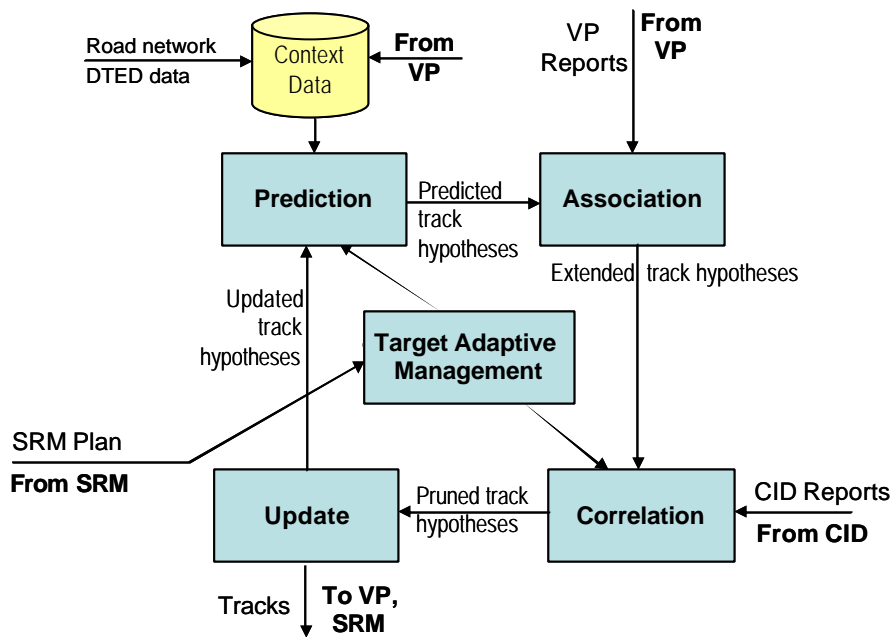 Road network
DTED data
Context
Data
From
VP
VP
Reports
From
VP
Prediction
Predicted
track
hypotheses
Association
Extended track hypotheses
Updated
track
hypotheses
Target Adaptive
Management
SRM Plan
From SRM
Update
Pruned track
hypotheses
Correlation
CID Reports
From CID
Tracks
To VP,
SRM